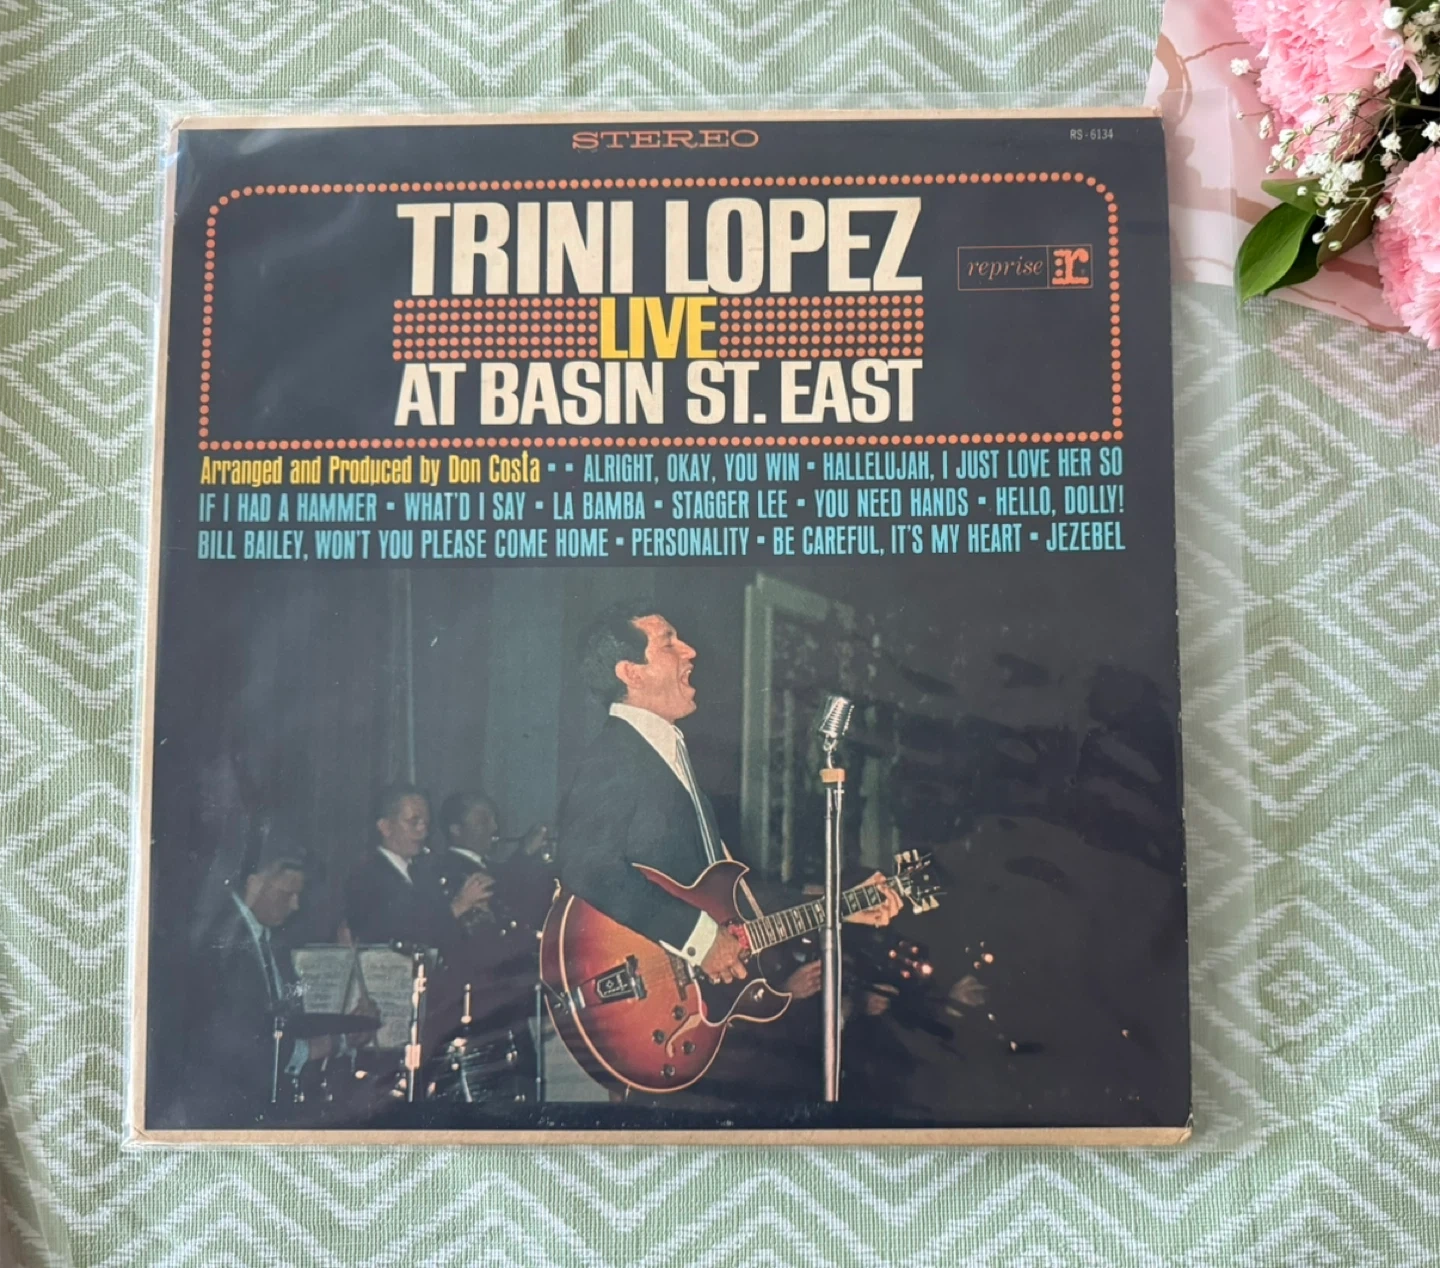 STEREO
RS-6134
TRINI LOPEZ
reprise r:
LIVE
AT BASIN ST. EAST
Arranged and Produced by Don Costa ▪ ▪ ALRIGHT, OKAY, YOU WIN ▪ HALLELUJAH, I JUST LOVE HER SO
IF I HAD A HAMMER ▪ WHAT'D I SAY ▪ LA BAMBA ▪ STAGGER LEE ▪ YOU NEED HANDS ▪ HELLO, DOLLY!
BILL BAILEY, WON'T YOU PLEASE COME HOME ▪ PERSONALITY ▪ BE CAREFUL, IT'S MY HEART ▪ JEZEBEL